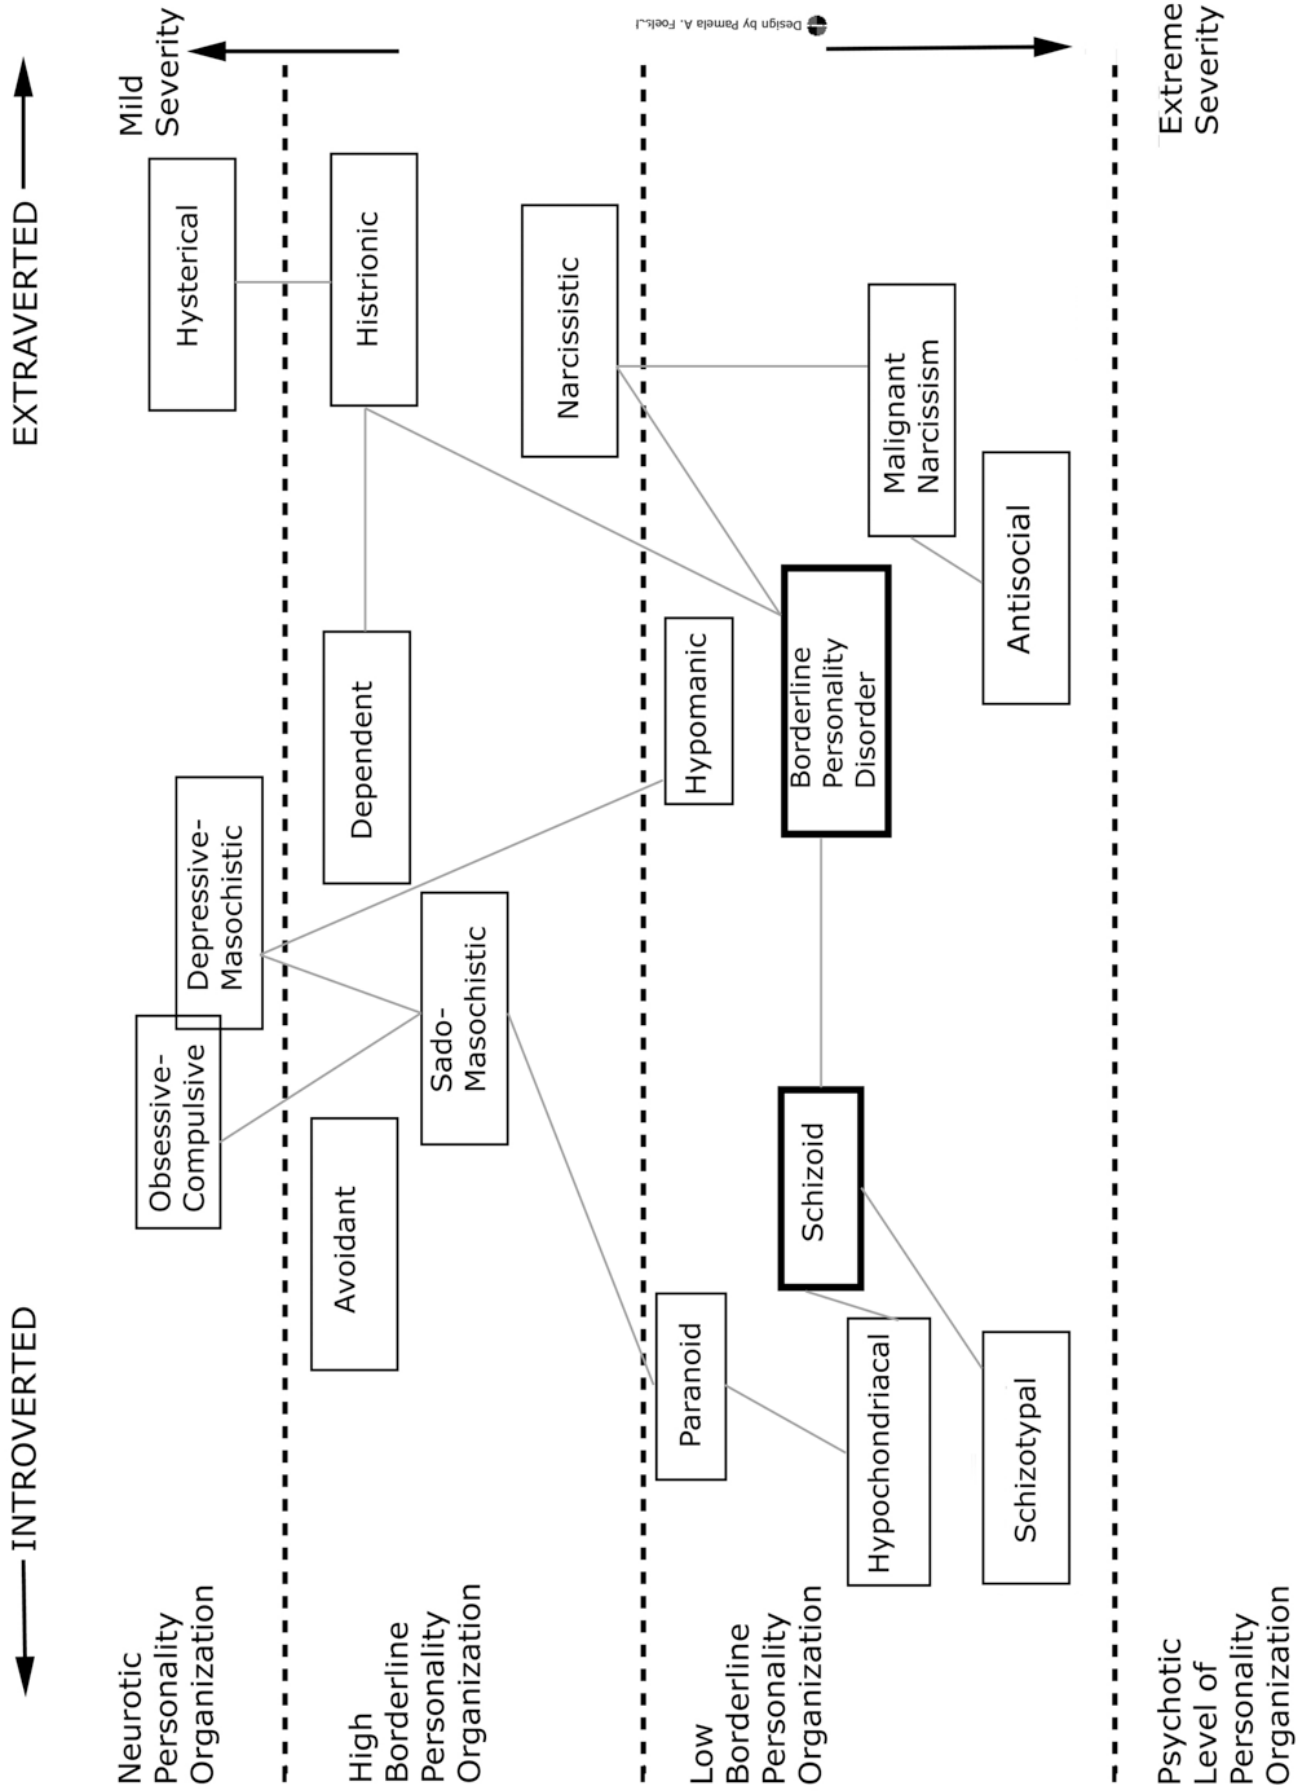 INTROVERTED
EXTRAVERTED
Neurotic
Personality
Organization
Mild
Severity
Obsessive-
Compulsive
Depressive-
Masochistic
Hysterical
High
Borderline
Personality
Organization
Avoidant
Sado-
Masochistic
Dependent
Histrionic
Narcissistic
Low
Borderline
Personality
Organization
Paranoid
Hypomanic
Schizoid
Borderline
Personality
Disorder
Hypochondriacal
Malignant
Narcissism
Schizotypal
Antisocial
Design by Pamela A.
Psychotic
Level of
Personality
Organization
Extreme
Severity